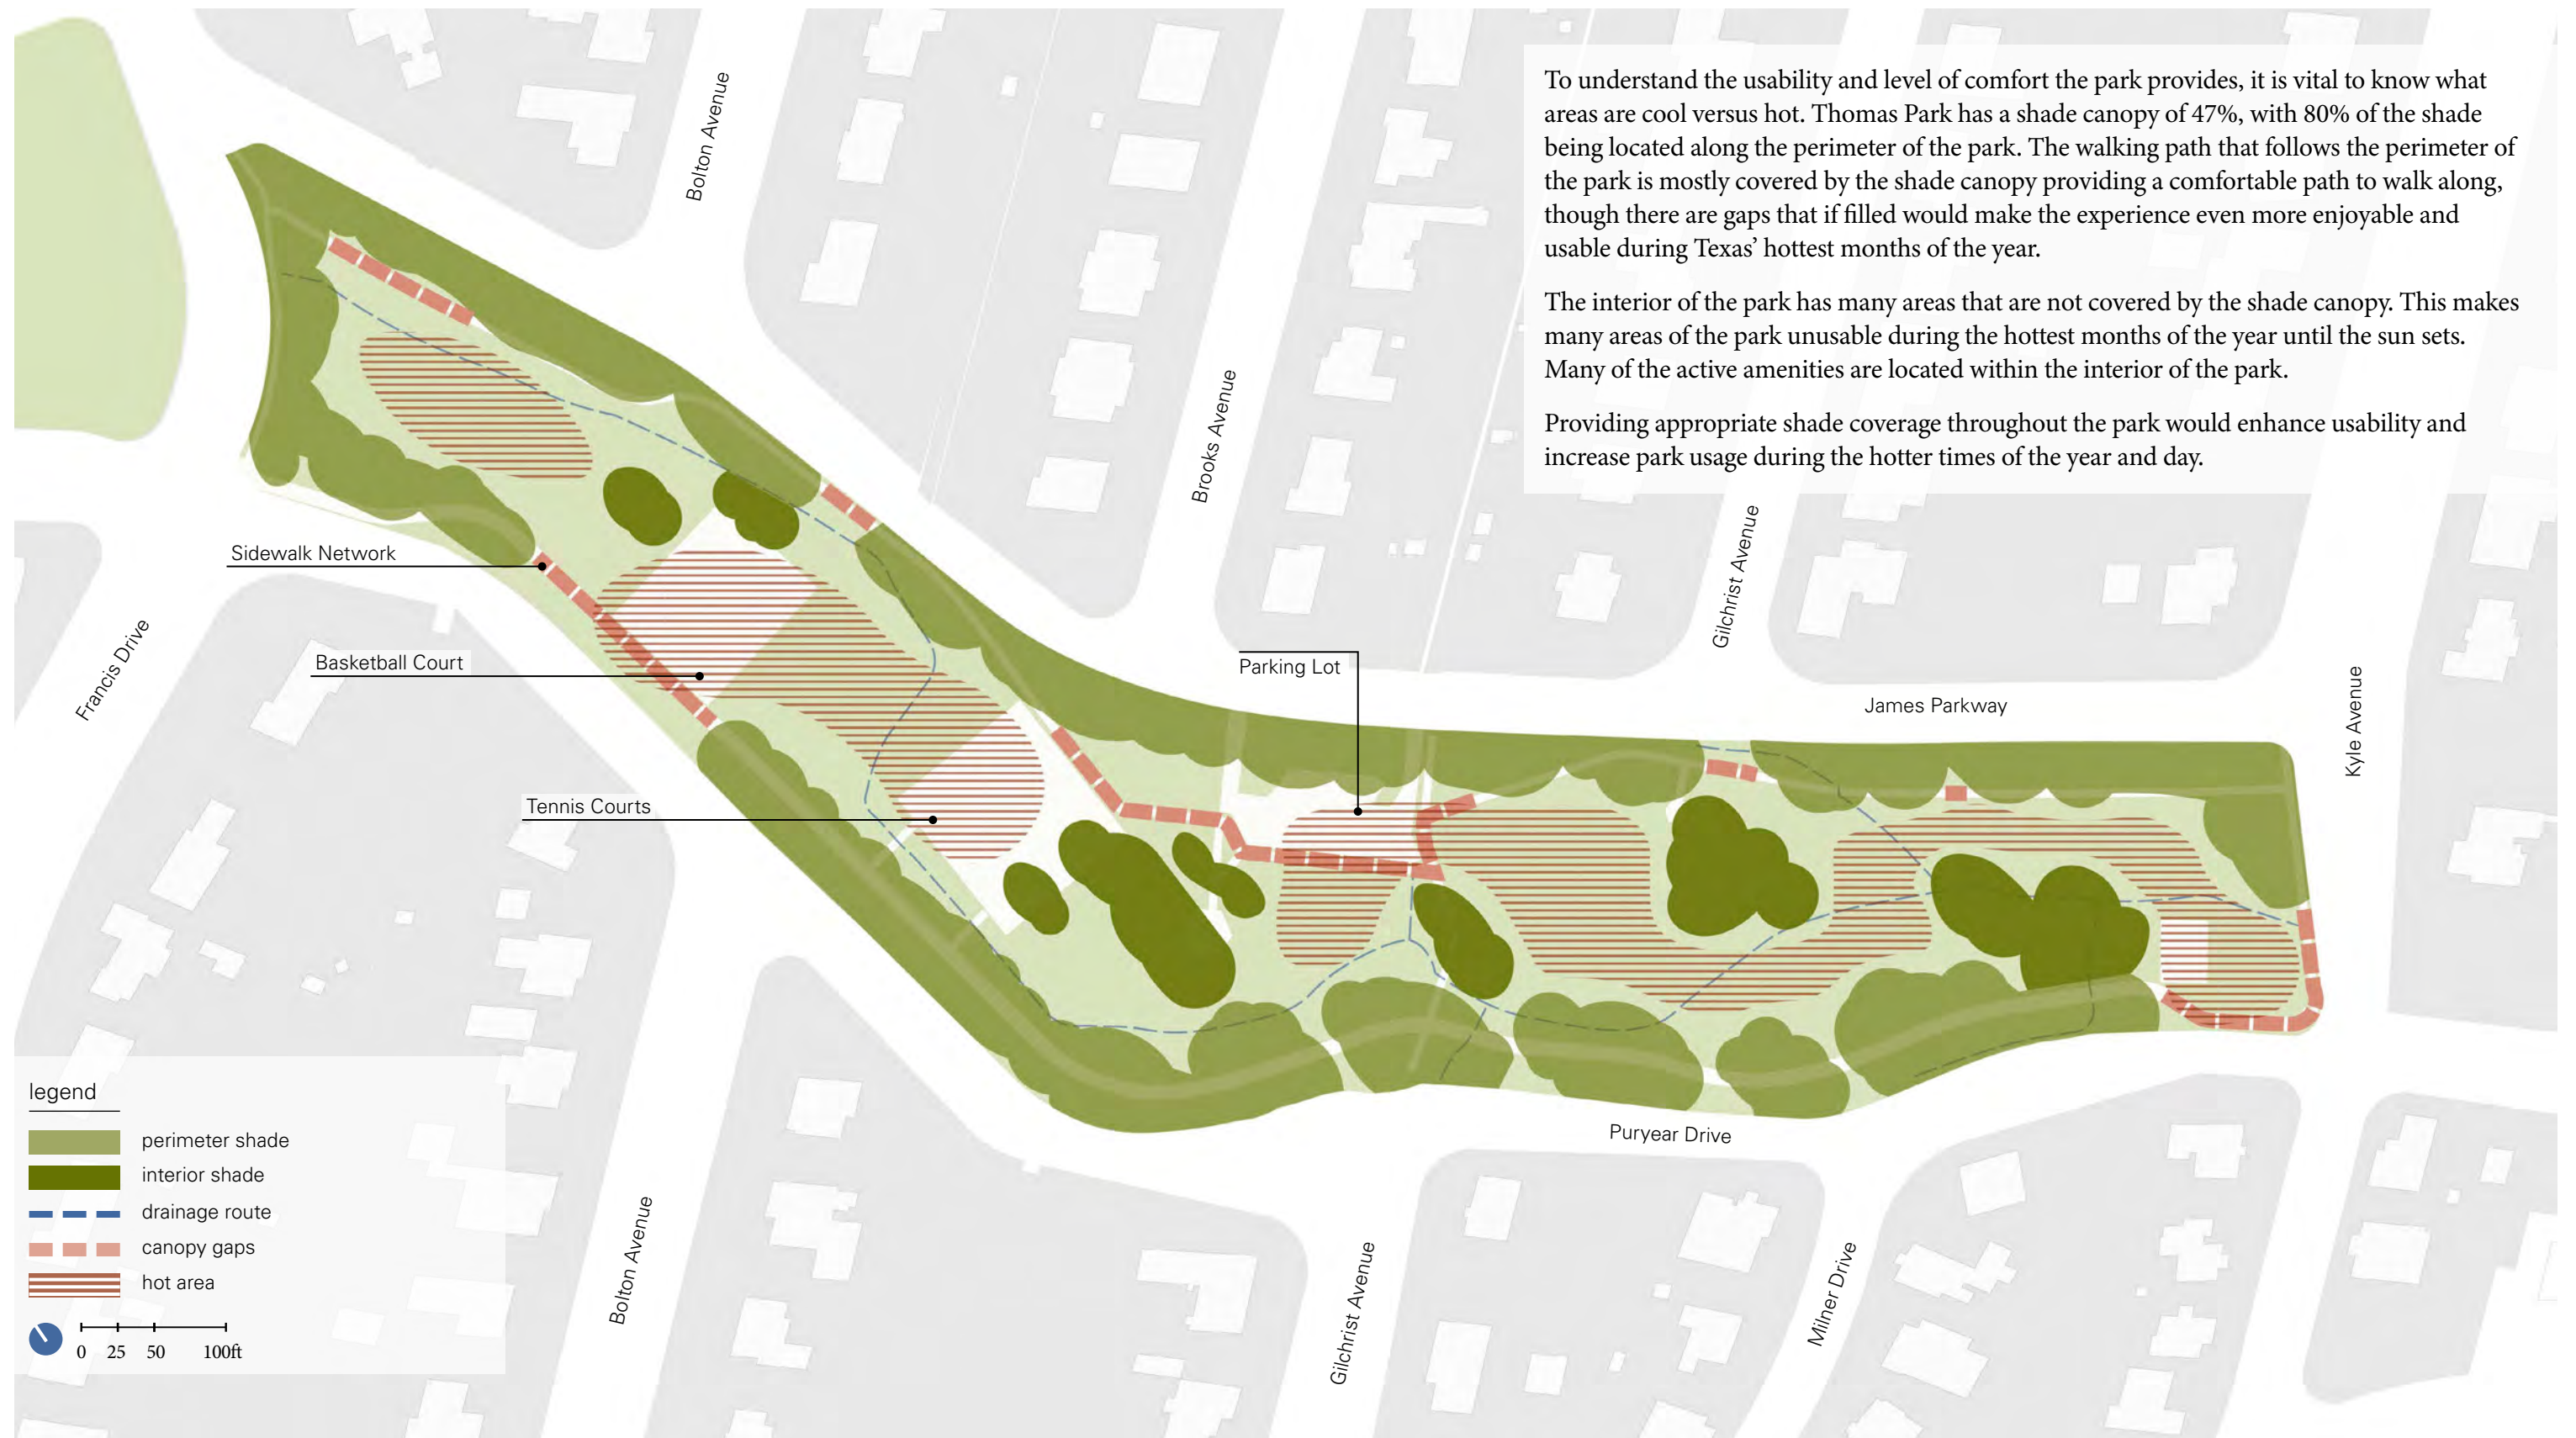 To understand the usability and level of comfort the park provides, it is vital to know what
areas are cool versus hot. Thomas Park has a shade canopy of 47%, with 80% of the shade
being located along the perimeter of the park. The walking path that follows the perimeter of
the park is mostly covered by the shade canopy providing a comfortable path to walk along,
though there are gaps that if filled would make the experience even more enjoyable and
usable during Texas’ hottest months of the year.
The interior of the park has many areas that are not covered by the shade canopy. This makes
many areas of the park unusable during the hottest months of the year until the sun sets.
Many of the active amenities are located within the interior of the park.
Providing appropriate shade coverage throughout the park would enhance usability and
increase park usage during the hotter times of the year and day.
Bolton Avenue
Brooks Avenue
Gilchrist Avenue
Sidewalk Network
Francis Drive
Basketball Court
Parking Lot
James Parkway
Kyle Avenue
Tennis Courts
Puryear Drive
Bolton Avenue
Gilchrist Avenue
Milner Drive
legend
perimeter shade
interior shade
drainage route
canopy gaps
hot area
0 25 50 100ft